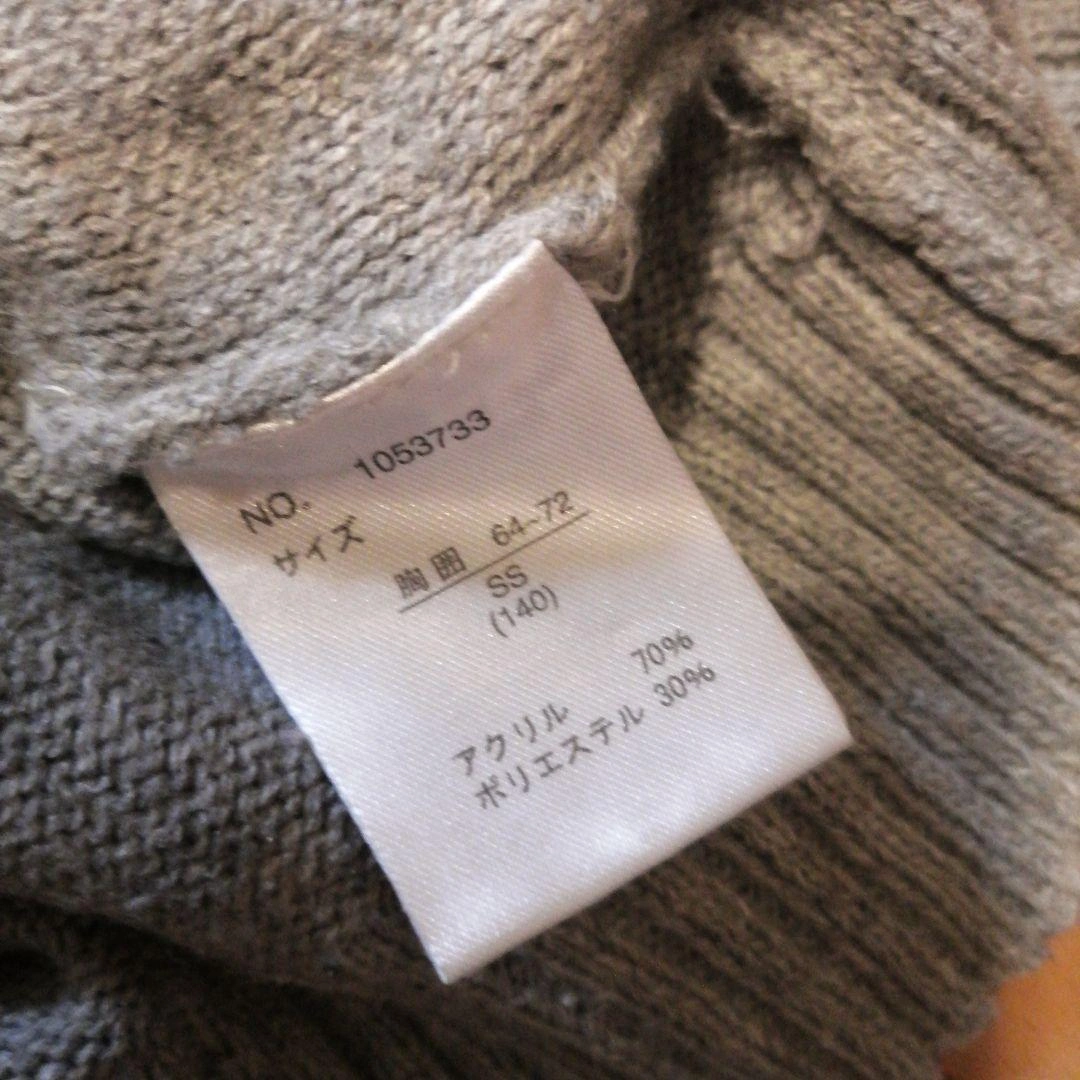 NO. 1053733
サイズ
胸囲 64-72
SS
(140)
アクリル 70%
ポリエステル 30%